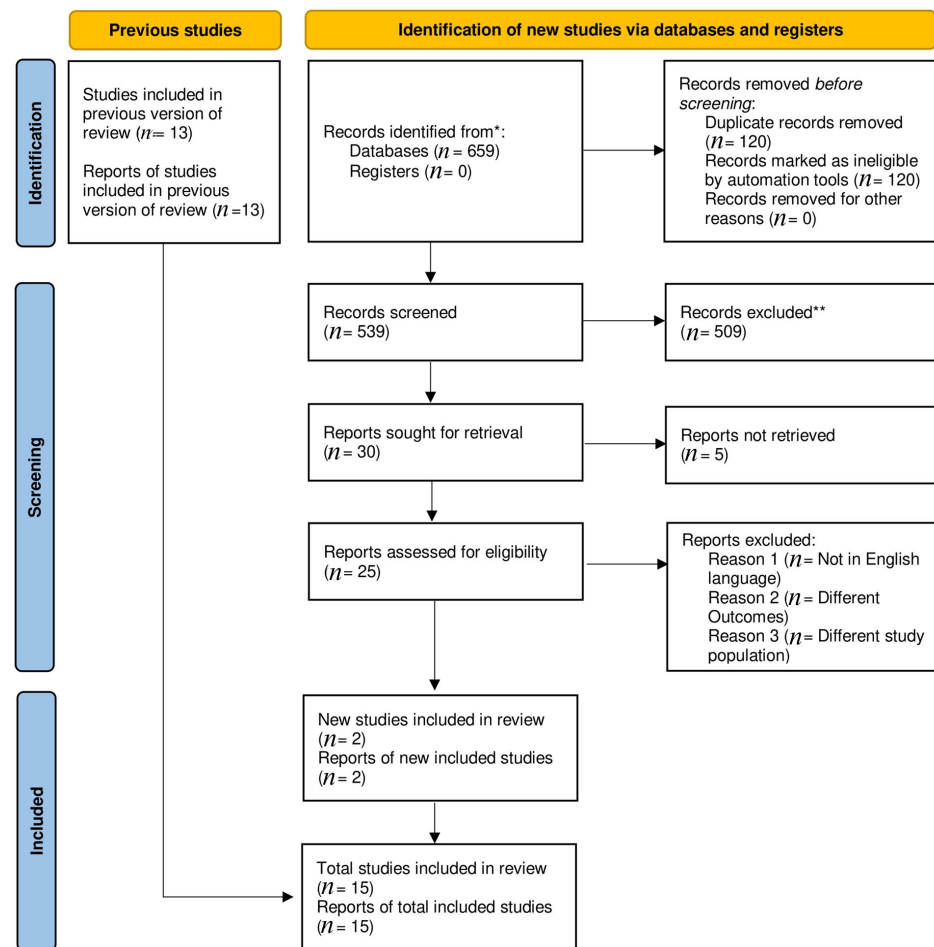 Previous studies
Identification of new studies via databases and registers
Identification
Studies included in
previous version of
review (n= 13)
Reports of studies
included in previous
version of review (n=13)
Records identified from*:
Databases (n= 659)
Registers (n= 0)
Records removed before
screening:
Duplicate records removed
(n= 120)
Records marked as ineligible
by automation tools (n= 120)
Records removed for other
reasons (n= 0)
Screening
Records screened
(n= 539)
Records excluded**
(n= 509)
Reports sought for retrieval
(n= 30)
Reports not retrieved
(n= 5)
Reports assessed for eligibility
(n= 25)
Reports excluded:
Reason 1 (n= Not in English
language)
Reason 2 (n= Different
Outcomes)
Reason 3 (n= Different study
population)
Included
New studies included in review
(n= 2)
Reports of new included studies
(n= 2)
Total studies included in review
(n= 15)
Reports of total included studies
(n= 15)